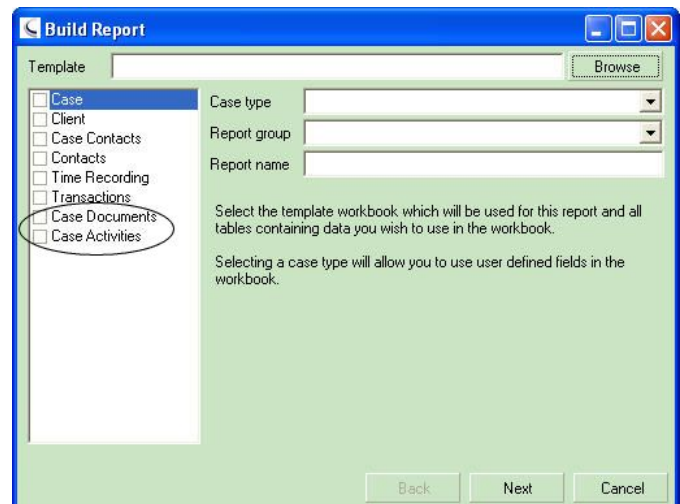 Build Report
Template
Browse
Case
Client
Case Contacts
Contacts
Time Recording
Transactions
Case Documents
Case Activities
Case type
Report group
Report name
Select the template workbook which will be used for this report and all
tables containing data you wish to use in the workbook.
Selecting a case type will allow you to use user defined fields in the
workbook.
Back
Next
Cancel